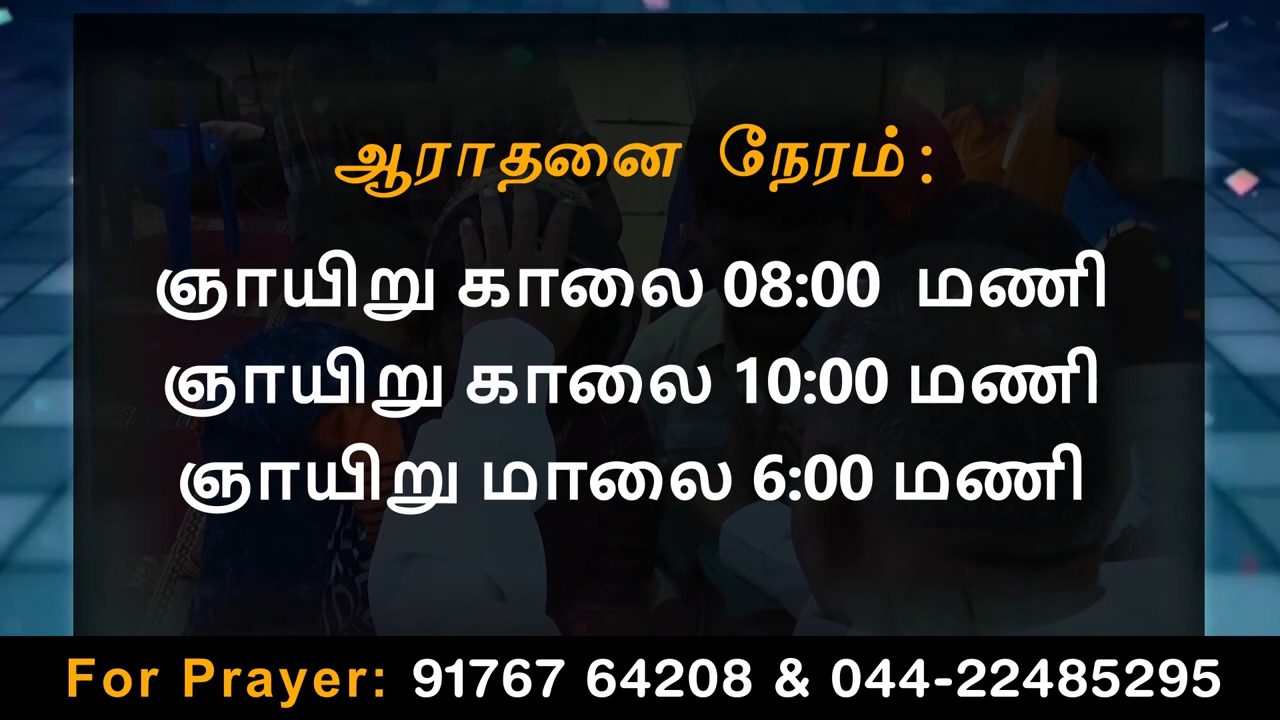 ஆராதனை நேரம்:
ஞாயிறு காலை 08:00 மணி
ஞாயிறு காலை 10:00 மணி
ஞாயிறு மாலை 6:00 மணி
For Prayer: 91767 64208 & 044-22485295